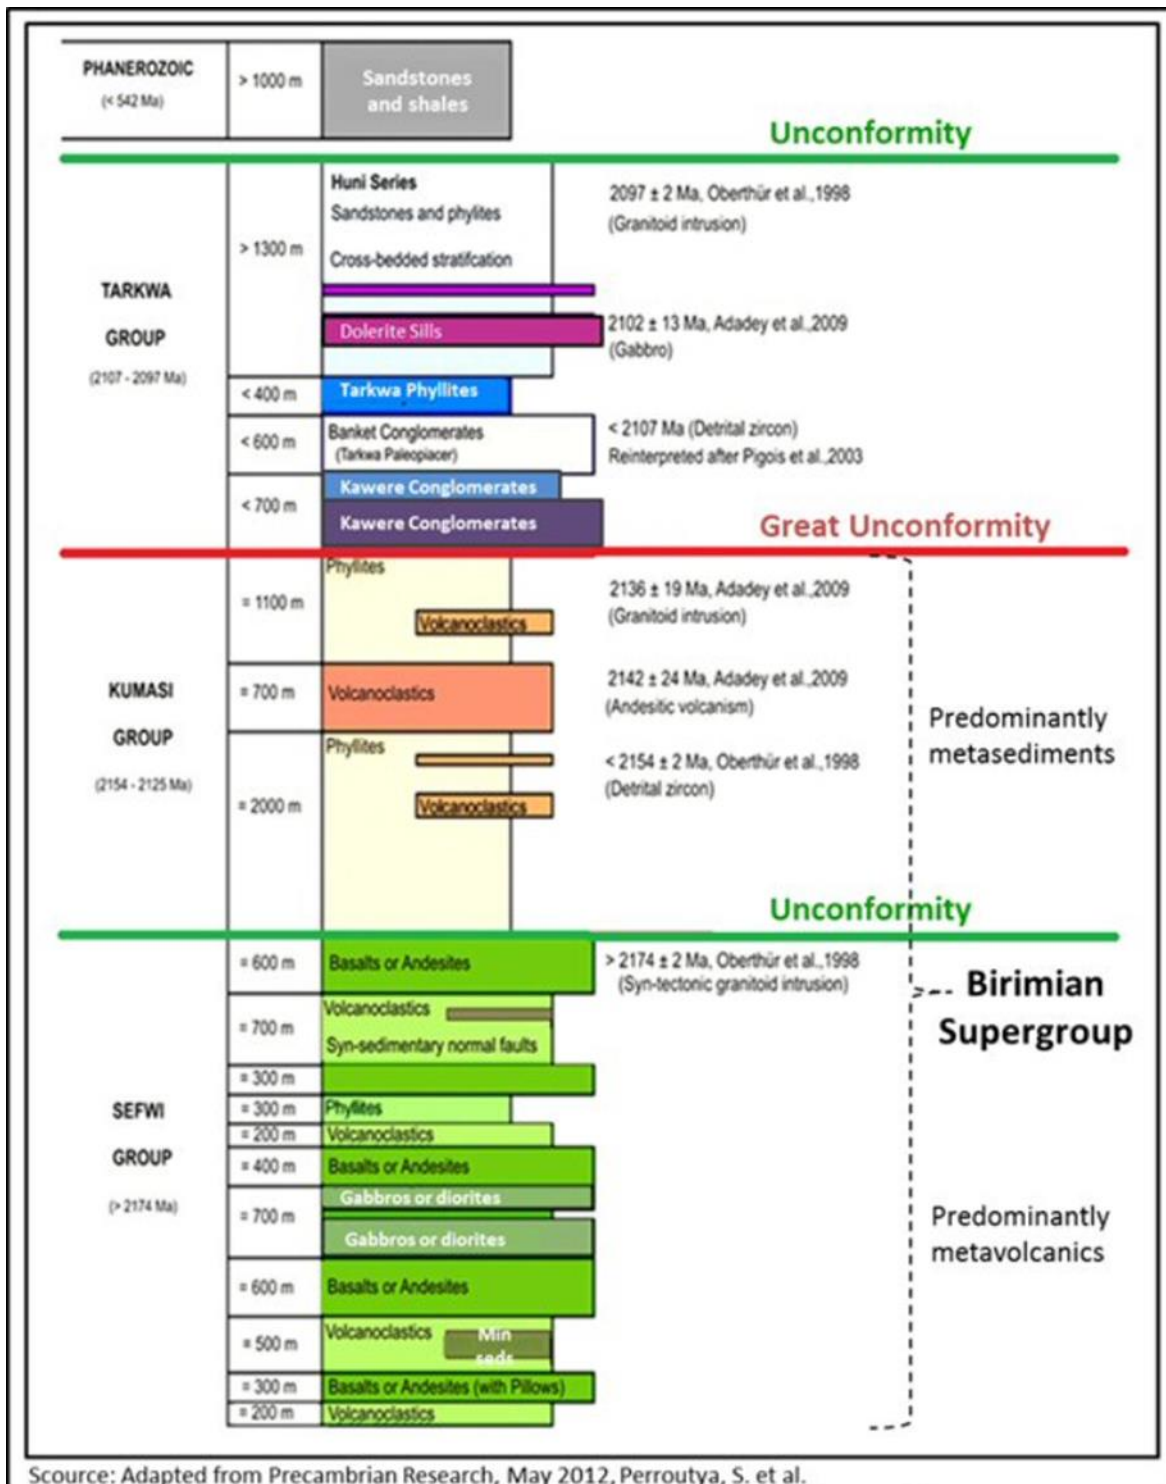 PHANEROZOIC
(< 542 Ma)
> 1000 m
Sandstones
and shales
Unconformity
TARKWA
GROUP
(2107 - 2097 Ma)
> 1300 m
Huni Series
Sandstones and phylites
Cross-bedded stratifcation
2097 ± 2 Ma, Oberthür et al.,1998
(Granitoid intrusion)
Dolerite Sills
2102 ± 13 Ma, Adadey et al.,2009
(Gabbro)
< 400 m
Tarkwa Phyllites
< 600 m
Banket Conglomerates
(Tarkwa Paleoplacer)
< 2107 Ma (Detrital zircon)
Reinterpreted after Pigois et al.,2003
< 700 m
Kawere Conglomerates
Kawere Conglomerates
Great Unconformity
KUMASI
GROUP
(2154 - 2125 Ma)
= 1100 m
Phyllites
Volcanoclastics
2136 ± 19 Ma, Adadey et al.,2009
(Granitoid intrusion)
= 700 m
Volcanoclastics
2142 ± 24 Ma, Adadey et al.,2009
(Andesitic volcanism)
= 2000 m
Phyllites
Volcanoclastics
< 2154 ± 2 Ma, Oberthür et al.,1998
(Detrital zircon)
Predominantly
metasediments
Unconformity
SEFWI
GROUP
(> 2174 Ma)
= 600 m
Basalts or Andesites
> 2174 ± 2 Ma, Oberthür et al.,1998
(Syn-tectonic granitoid intrusion)
Birimian
Supergroup
= 700 m
Volcanoclastics
Syn-sedimentary normal faults
= 300 m
= 300 m
Phyllites
= 200 m
Volcanoclastics
= 400 m
Basalts or Andesites
= 700 m
Gabbros or diorites
Gabbros or diorites
Predominantly
metavolcanics
= 600 m
Basalts or Andesites
= 500 m
Volcanoclastics
Min
seds
= 300 m
Basalts or Andesites (with Pillows)
= 200 m
Volcanoclastics
Scource: Adapted from Precambrian Research, May 2012, Perroutya, S. et al.